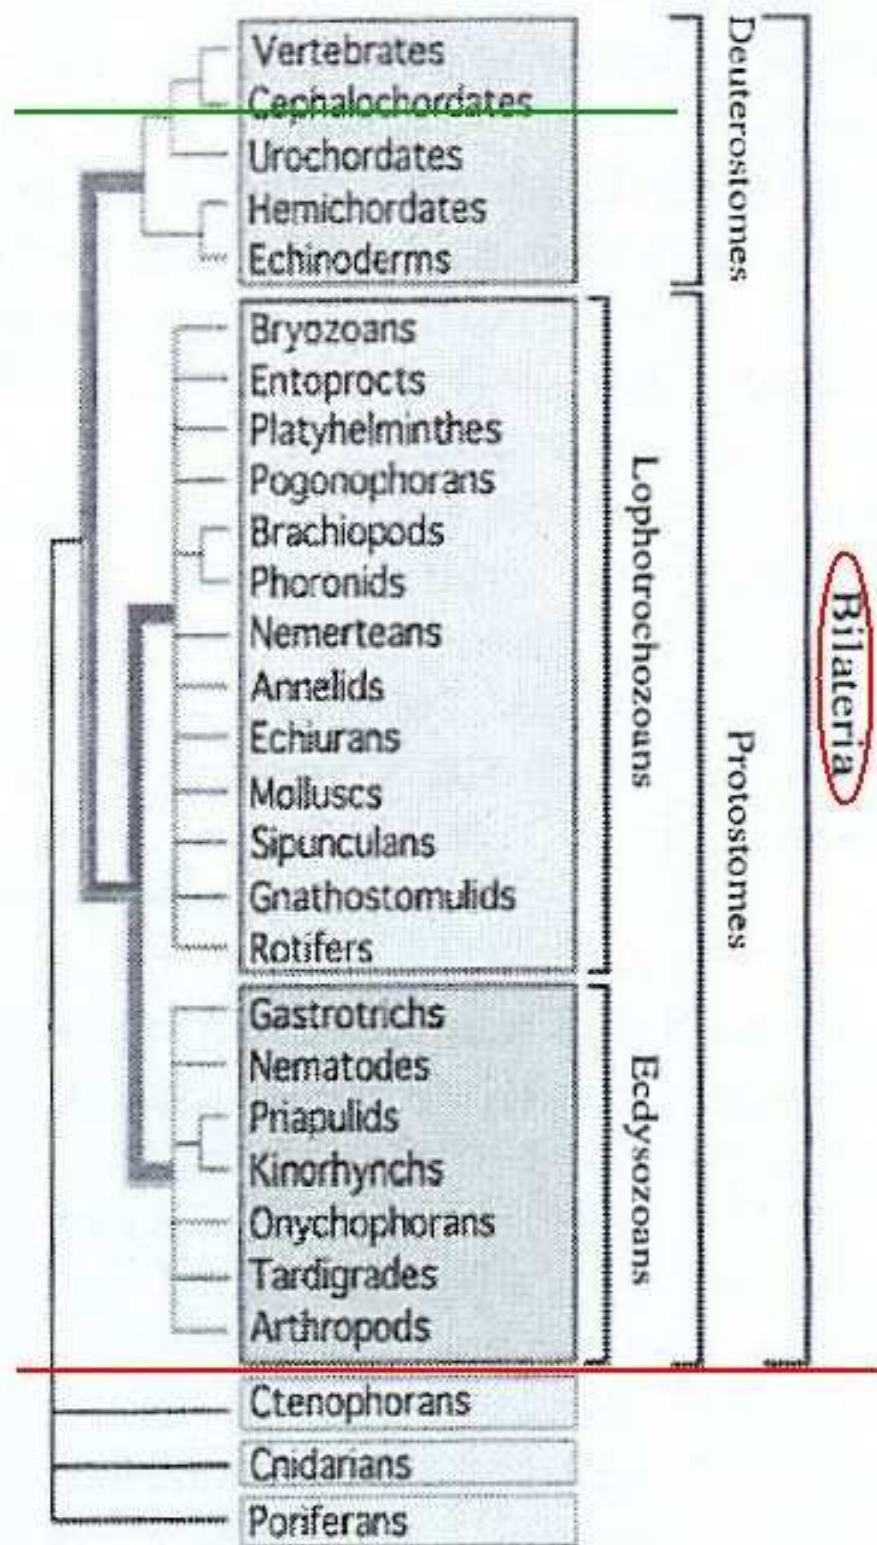 Vertebrates
Cephalochordates
Urochordates
Hemichordates
Echinoderms
Bryozoans
Entoprocts
Platyhelminthes
Pogonophorans
Brachiopods
Phoronids
Nemerteans
Annelids
Echiurans
Molluscs
Sipunculans
Gnathostomulids
Rotifers
Gastrotrichs
Nematodes
Priapulids
Kinorhynchs
Onychophorans
Tardigrades
Arthropods
Ctenophorans
Cnidarians
Poriferans
Lophotrochozoans
Ecdysozoans
Deuterostomes
Protostomes
Bilateria